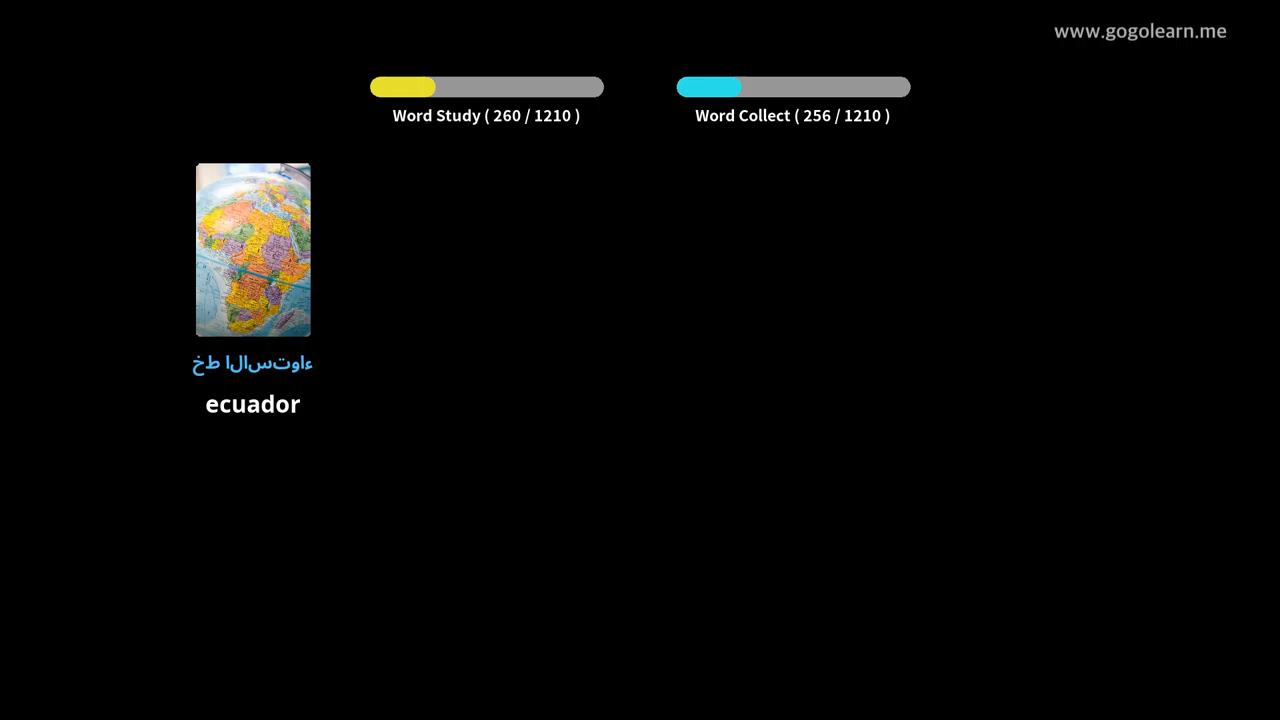 www.gogolearn.me
Word Study ( 260 / 1210 )
Word Collect ( 256 / 1210 )
خط الاستواء
ecuador